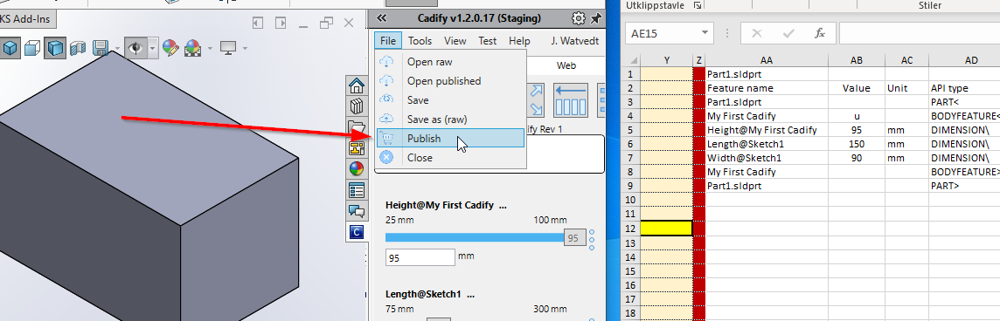 KS Add-Ins
Cadify v1.2.0.17 (Staging)
File Tools View Test Help J. Watvedt
Open raw
Open published
Save
Save as (raw)
Publish
Close
Web
ify Rev 1
Height@My First Cadify ...
25 mm 100 mm
95
95 mm
Length@Sketch1 ...
75 mm 300 mm
C
Utklippstavle Stiler
AE15 fx
Y Z AA AB AC AD
1 Part1.sldprt
2 Feature name Value Unit API type
3 Part1.sldprt PART<
4 My First Cadify u BODYFEATURE<
5 Height@My First Cadify 95 mm DIMENSION\
6 Length@Sketch1 150 mm DIMENSION\
7 Width@Sketch1 90 mm DIMENSION\
8 My First Cadify BODYFEATURE>
9 Part1.sldprt PART>
10
11
12
13
14
15
16
17
18